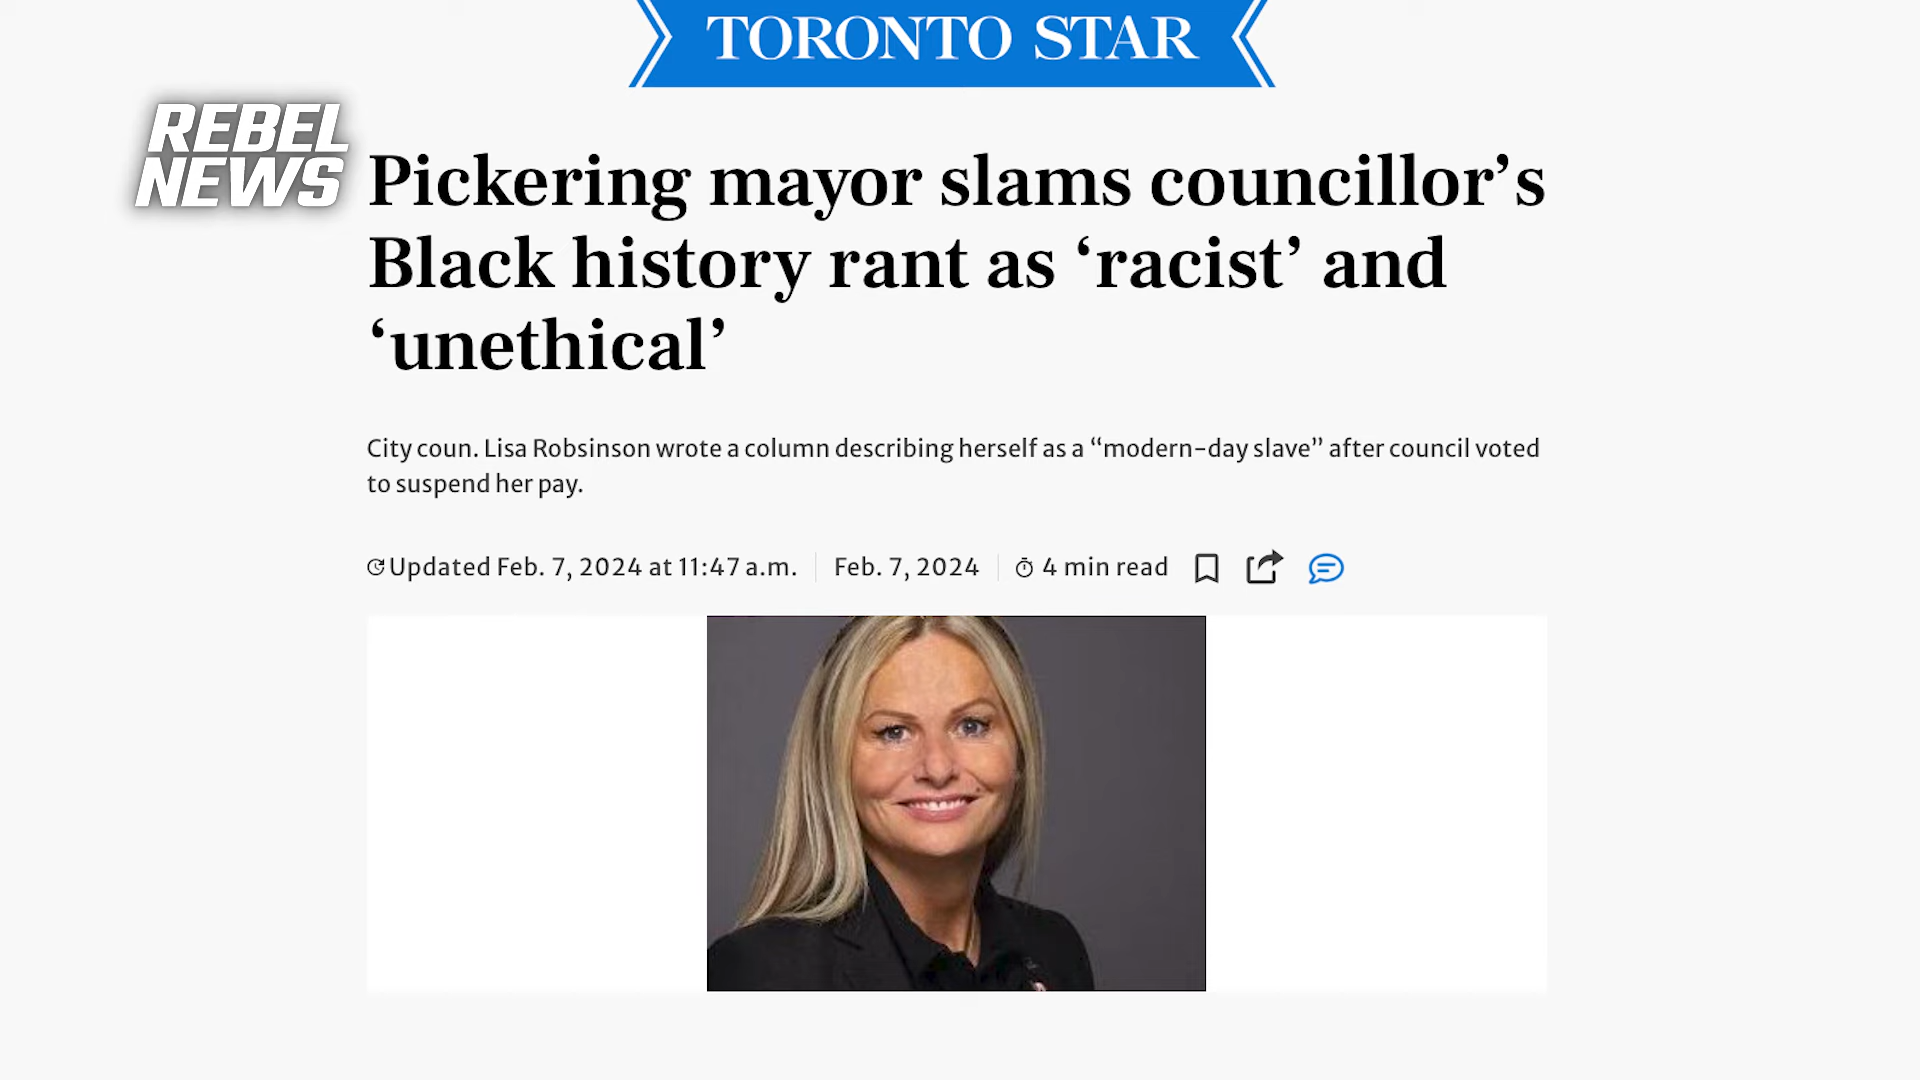 TORONTO STAR
REBEL
NEWS
Pickering mayor slams councillor’s
Black history rant as ‘racist’ and
‘unethical’
City coun. Lisa Robsinson wrote a column describing herself as a “modern-day slave” after council voted
to suspend her pay.
Updated Feb. 7, 2024 at 11:47 a.m. Feb. 7, 2024 4 min read